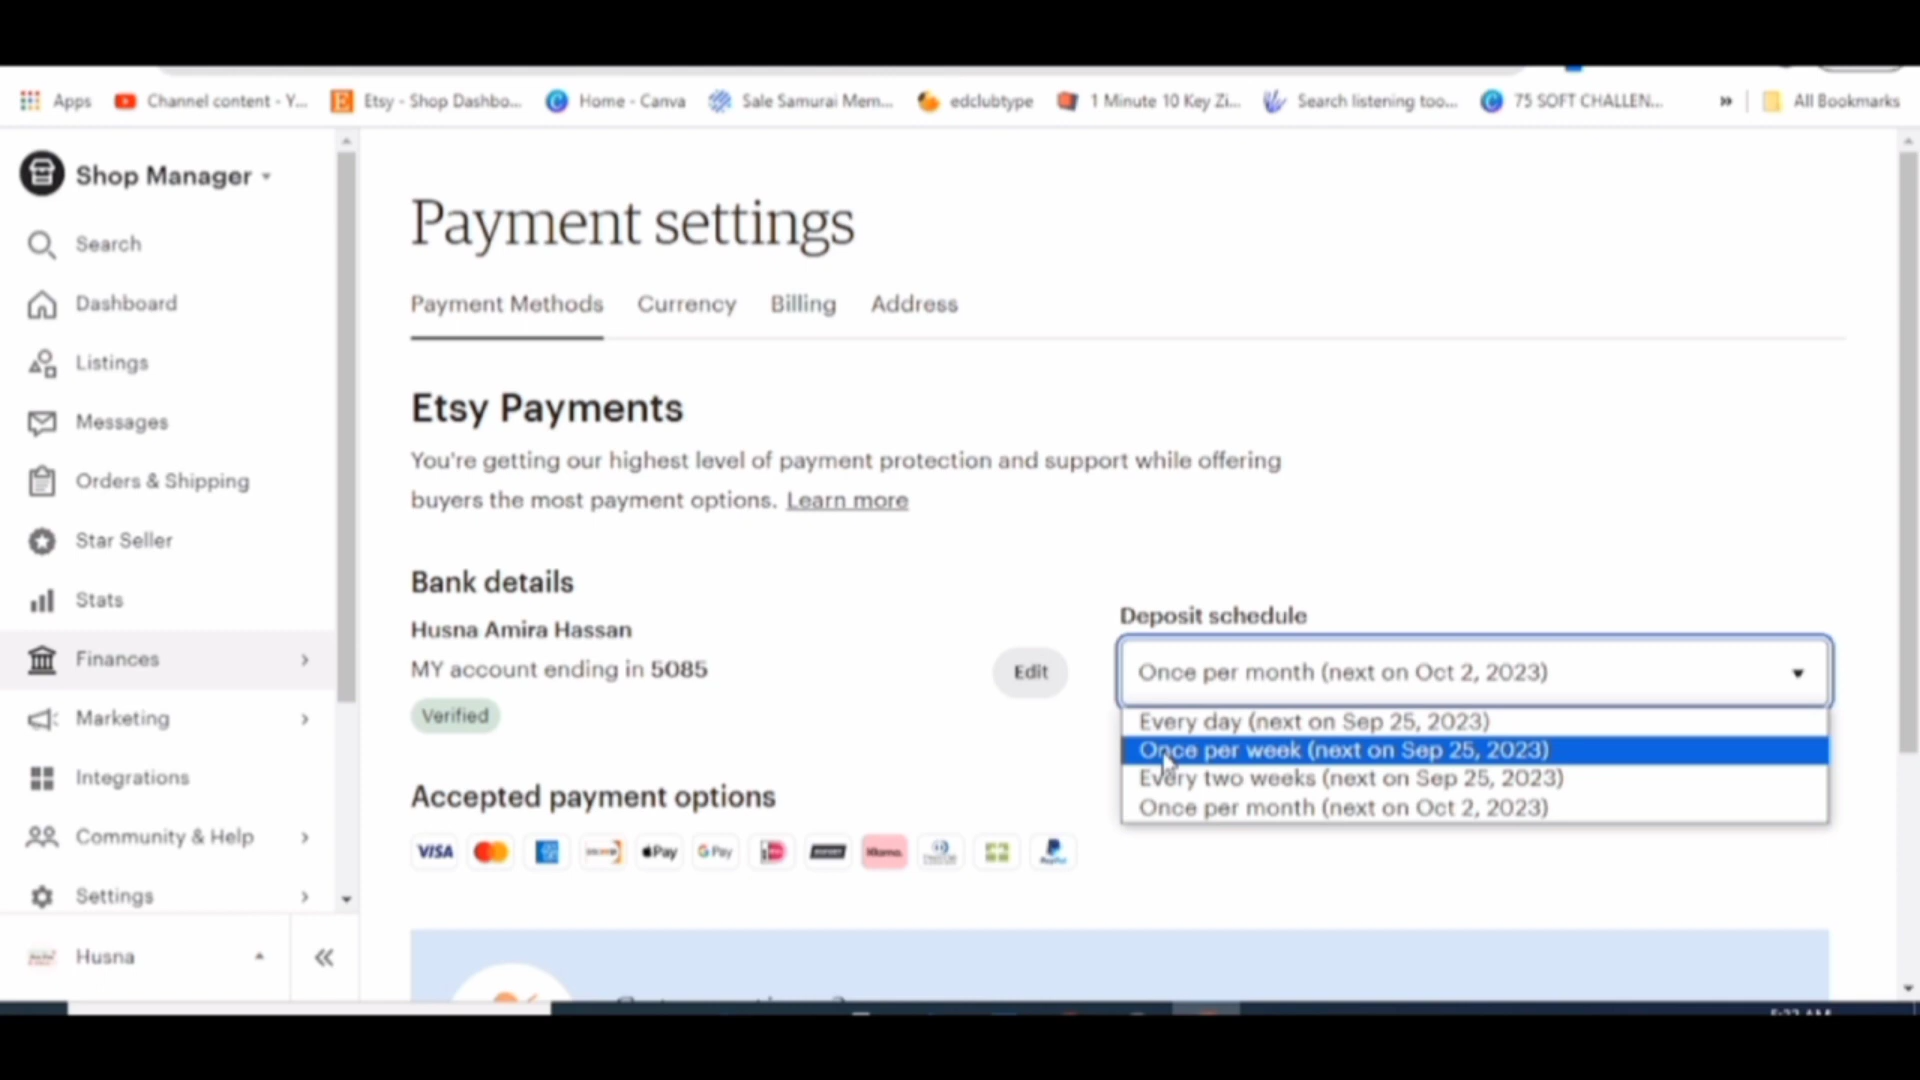 Apps Channel content - Y... Etsy - Shop Dashbo... Home - Canva Sale Samurai Mem... edclubtype 1 Minute 10 Key Zi... Search listening too... 75 SOFT CHALLEN... » All Bookmarks
Shop Manager
Search
Dashboard
Listings
Messages
Orders & Shipping
Star Seller
Stats
Finances
Marketing
Integrations
Community & Help
Settings
Husna
Payment settings
Payment Methods Currency Billing Address
Etsy Payments
You're getting our highest level of payment protection and support while offering
buyers the most payment options. Learn more
Bank details
Husna Amira Hassan
MY account ending in 5085
Edit
Verified
Deposit schedule
Once per month (next on Oct 2, 2023)
Every day (next on Sep 25, 2023)
Once per week (next on Sep 25, 2023)
Every two weeks (next on Sep 25, 2023)
Once per month (next on Oct 2, 2023)
Accepted payment options
VISA Pay G Pay Klarna. PayPal